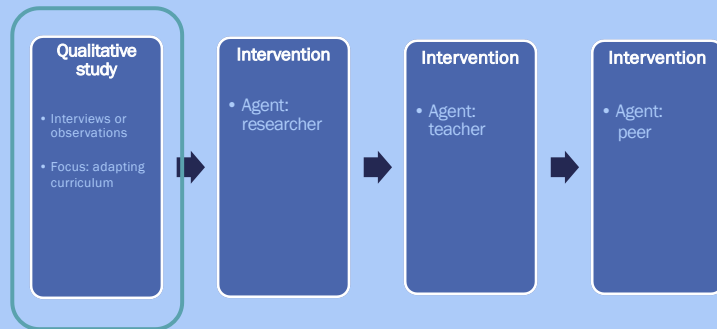 Qualitative
study
• Interviews or
observations
• Focus: adapting
curriculum
Intervention
• Agent:
researcher
Intervention
• Agent:
teacher
Intervention
• Agent:
peer